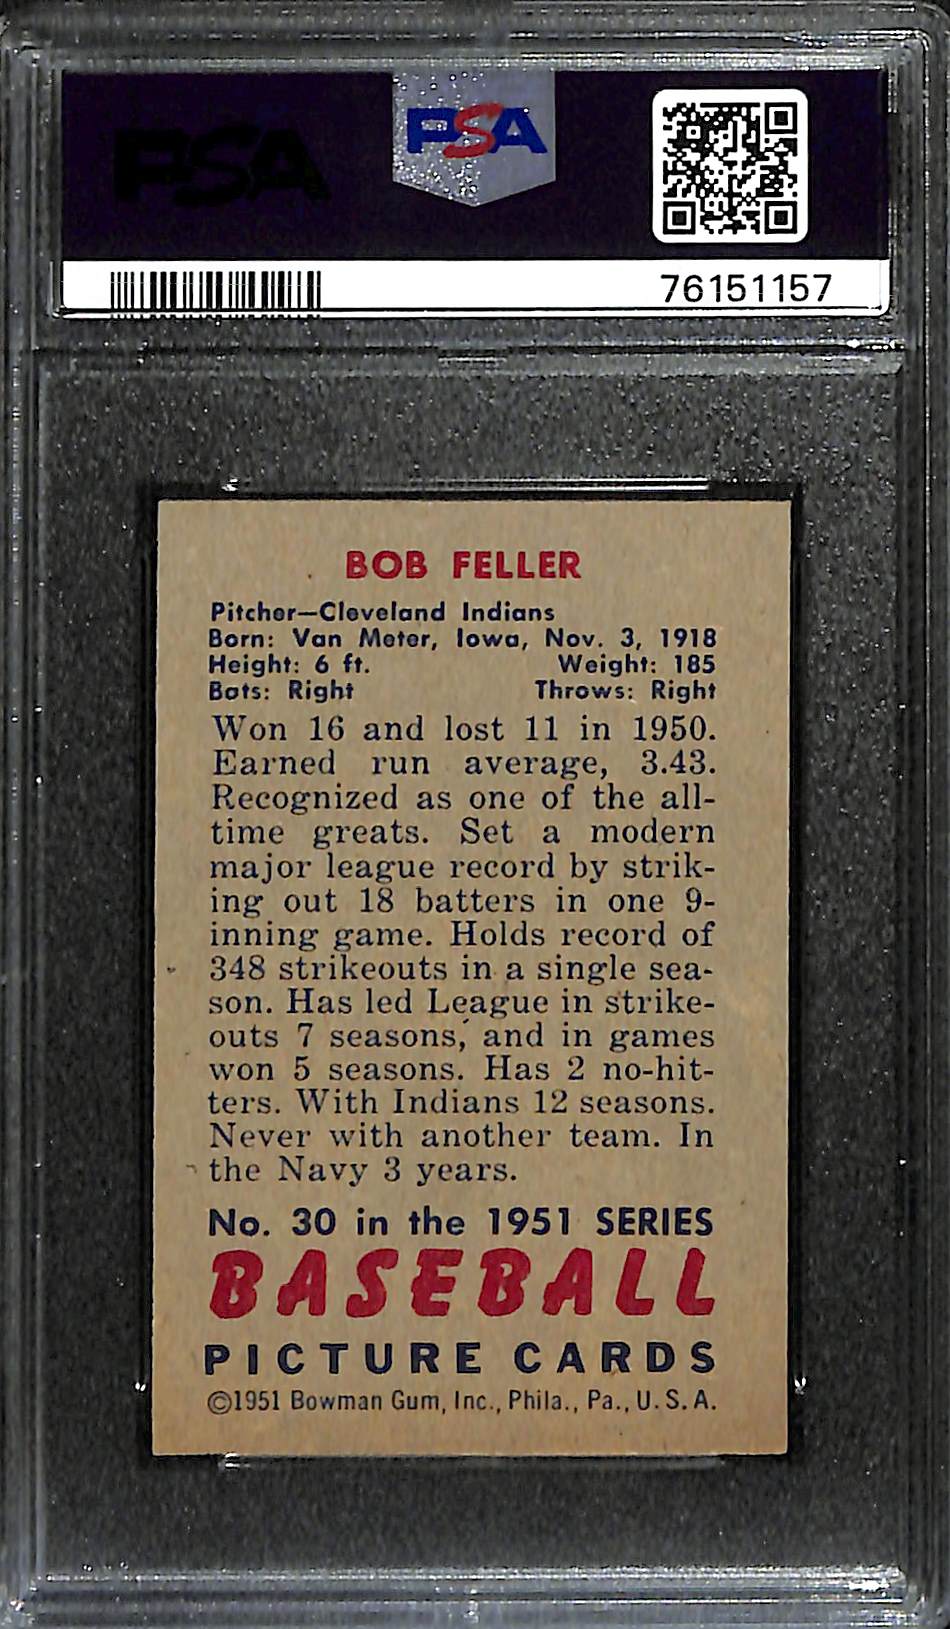 PSA
PSA
76151157
BOB FELLER
Pitcher—Cleveland Indians
Born: Van Meter, Iowa, Nov. 3, 1918
Height: 6 ft. Weight: 185
Bats: Right Throws: Right
Won 16 and lost 11 in 1950.
Earned run average, 3.43.
Recognized as one of the all-
time greats. Set a modern
major league record by strik-
ing out 18 batters in one 9-
inning game. Holds record of
348 strikeouts in a single sea-
son. Has led League in strike-
outs 7 seasons, and in games
won 5 seasons. Has 2 no-hit-
ters. With Indians 12 seasons.
Never with another team. In
the Navy 3 years.
No. 30 in the 1951 SERIES
BASEBALL
PICTURE CARDS
©1951 Bowman Gum, Inc., Phila., Pa., U. S. A.